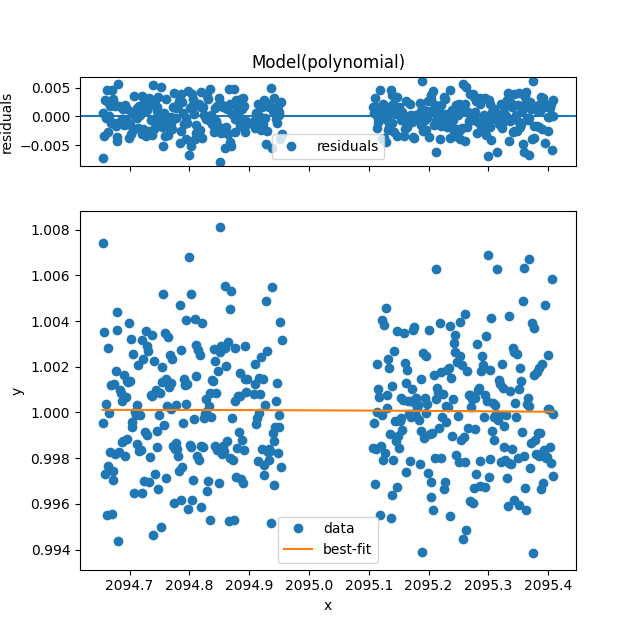 Model(polynomial)
residuals
0.005
0.000
−0.005
residuals
y
1.008
1.006
1.004
1.002
1.000
0.998
0.996
0.994
data
best-fit
2094.7 2094.8 2094.9 2095.0 2095.1 2095.2 2095.3 2095.4
x